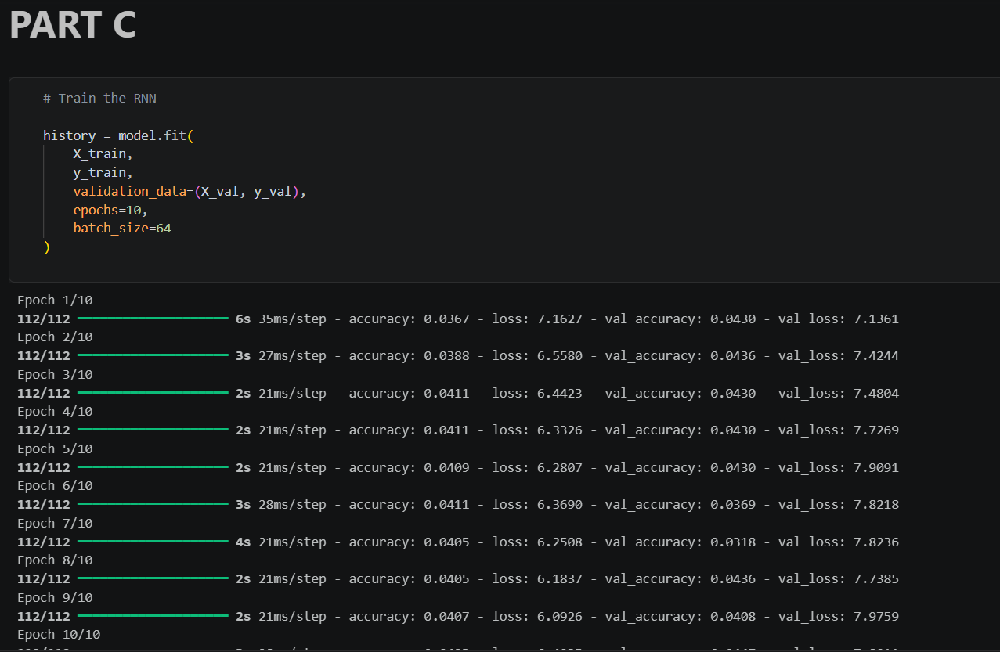 PART C
# Train the RNN
history = model.fit(
X_train,
y_train,
validation_data=(X_val, y_val),
epochs=10,
batch_size=64
)
Epoch 1/10
112/112 6s 35ms/step - accuracy: 0.0367 - loss: 7.1627 - val_accuracy: 0.0430 - val_loss: 7.1361
Epoch 2/10
112/112 3s 27ms/step - accuracy: 0.0388 - loss: 6.5580 - val_accuracy: 0.0436 - val_loss: 7.4244
Epoch 3/10
112/112 2s 21ms/step - accuracy: 0.0411 - loss: 6.4423 - val_accuracy: 0.0430 - val_loss: 7.4804
Epoch 4/10
112/112 2s 21ms/step - accuracy: 0.0411 - loss: 6.3326 - val_accuracy: 0.0430 - val_loss: 7.7269
Epoch 5/10
112/112 2s 21ms/step - accuracy: 0.0409 - loss: 6.2807 - val_accuracy: 0.0430 - val_loss: 7.9091
Epoch 6/10
112/112 3s 28ms/step - accuracy: 0.0411 - loss: 6.3690 - val_accuracy: 0.0369 - val_loss: 7.8218
Epoch 7/10
112/112 4s 21ms/step - accuracy: 0.0405 - loss: 6.2508 - val_accuracy: 0.0318 - val_loss: 7.8236
Epoch 8/10
112/112 2s 21ms/step - accuracy: 0.0405 - loss: 6.1837 - val_accuracy: 0.0436 - val_loss: 7.7385
Epoch 9/10
112/112 2s 21ms/step - accuracy: 0.0407 - loss: 6.0926 - val_accuracy: 0.0408 - val_loss: 7.9759
Epoch 10/10